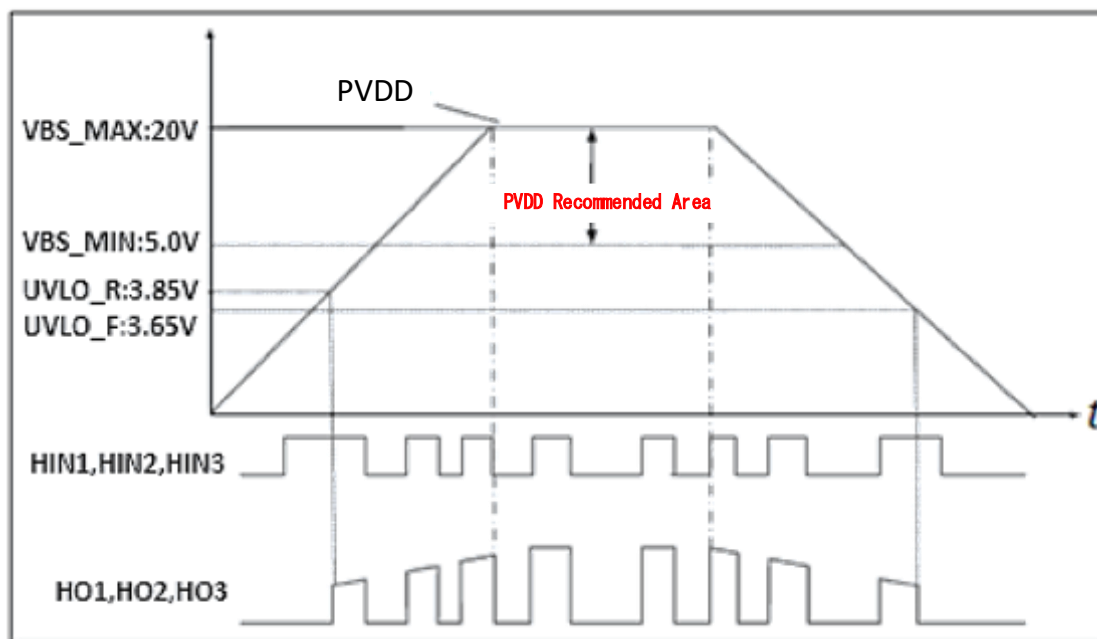 PVDD
VBS_MAX:20V
PVDD Recommended Area
VBS_MIN:5.0V
UVLO_R:3.85V
UVLO_F:3.65V
t
HIN1,HIN2,HIN3
HO1,HO2,HO3